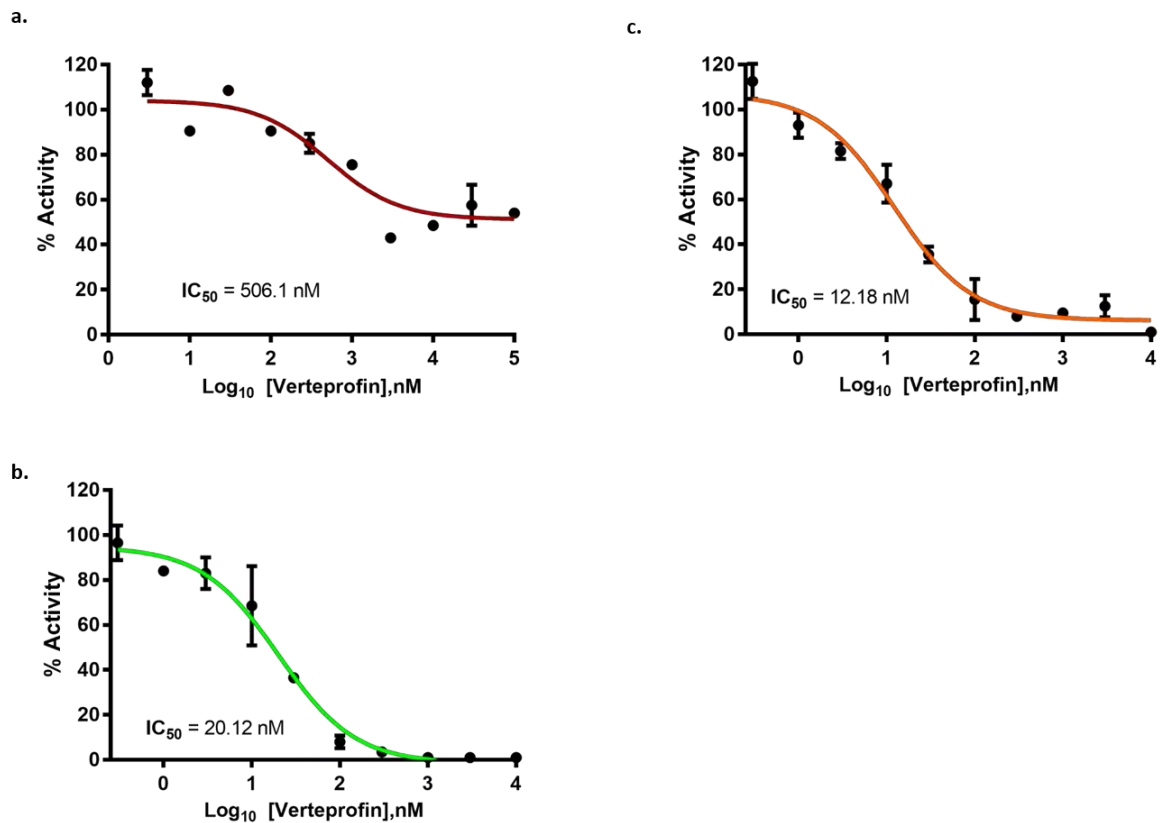 a.
120
100
80
60
40
20
0
% Activity
IC50 = 506.1 nM
0 1 2 3 4 5
Log10 [Verteprofin],nM
c.
120
100
80
60
40
20
0
% Activity
IC50 = 12.18 nM
0 1 2 3 4
Log10 [Verteprofin],nM
b.
120
100
80
60
40
20
0
% Activity
IC50 = 20.12 nM
0 1 2 3 4
Log10 [Verteprofin],nM